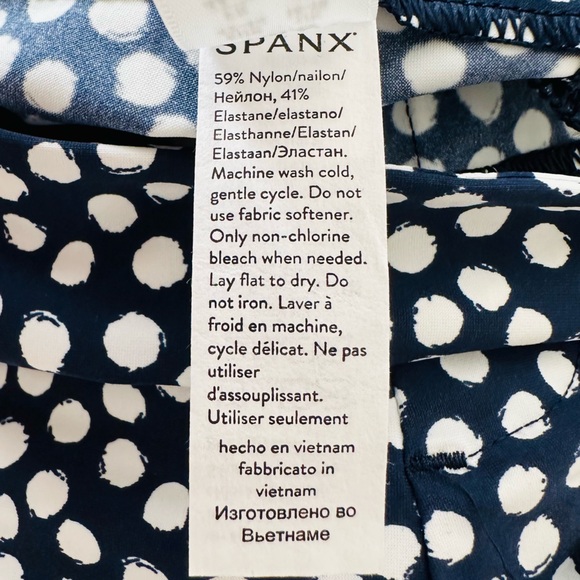 SPANX
59% Nylon/nailon/
Нейлон, 41%
Elastane/elastano/
Elasthanne/Elastan/
Elastaan/Эластан.
Machine wash cold,
gentle cycle. Do not
use fabric softener.
Only non-chlorine
bleach when needed.
Lay flat to dry. Do
not iron. Laver à
froid en machine,
cycle délicat. Ne pas
utiliser
d'assouplissant.
Utiliser seulement
hecho en vietnam
fabbricato in
vietnam
Изготовлено во
Вьетнаме